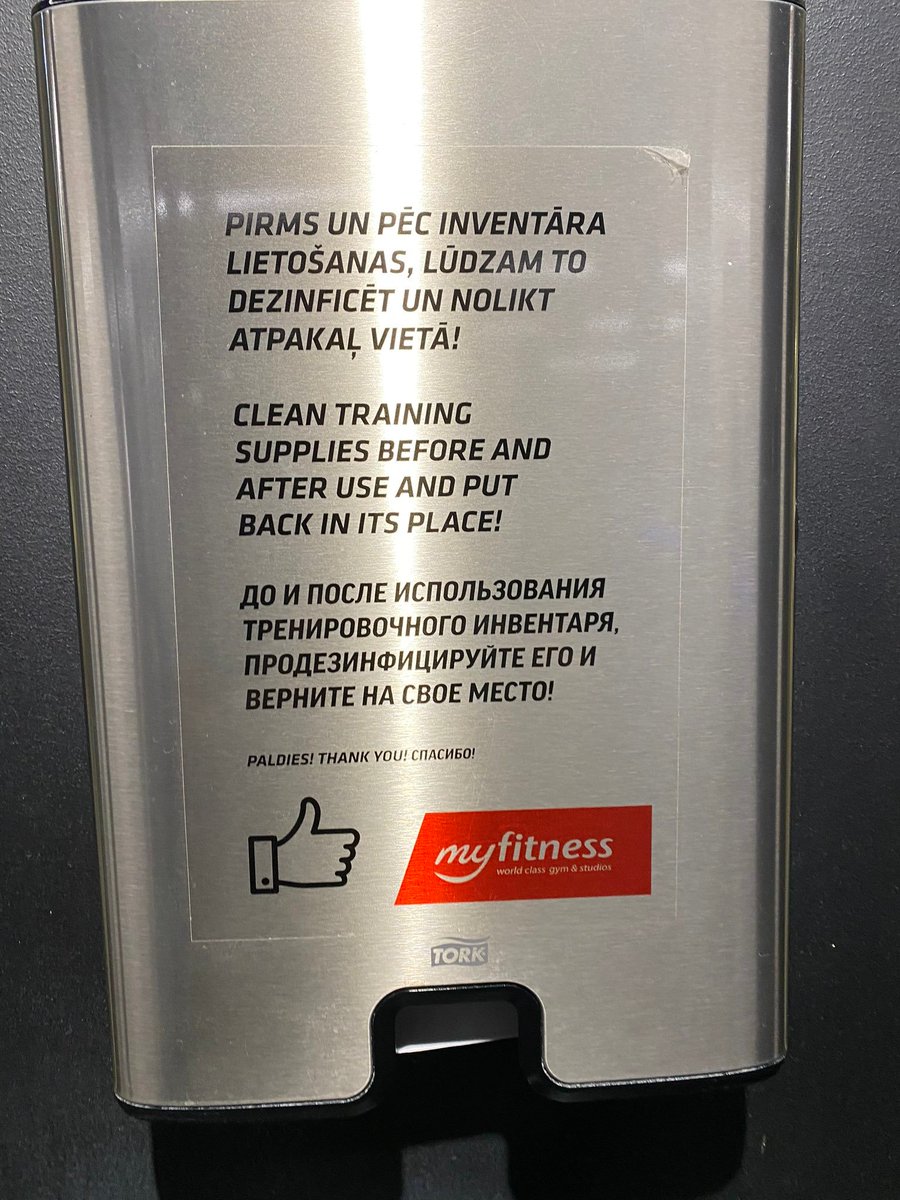 PIRMS UN PĒC INVENTĀRA
LIETOŠANAS, LŪDZAM TO
DEZINFICĒT UN NOLIKT
ATPAKAĻ VIETĀ!
CLEAN TRAINING
SUPPLIES BEFORE AND
AFTER USE AND PUT
BACK IN ITS PLACE!
ДО И ПОСЛЕ ИСПОЛЬЗОВАНИЯ
ТРЕНИРОВОЧНОГО ИНВЕНТАРЯ,
ПРОДЕЗИНФИЦИРУЙТЕ ЕГО И
ВЕРНИТЕ НА СВОЕ МЕСТО!
PALDIES! THANK YOU! СПАСИБО!
myfitness
world class gym & studios
TORK